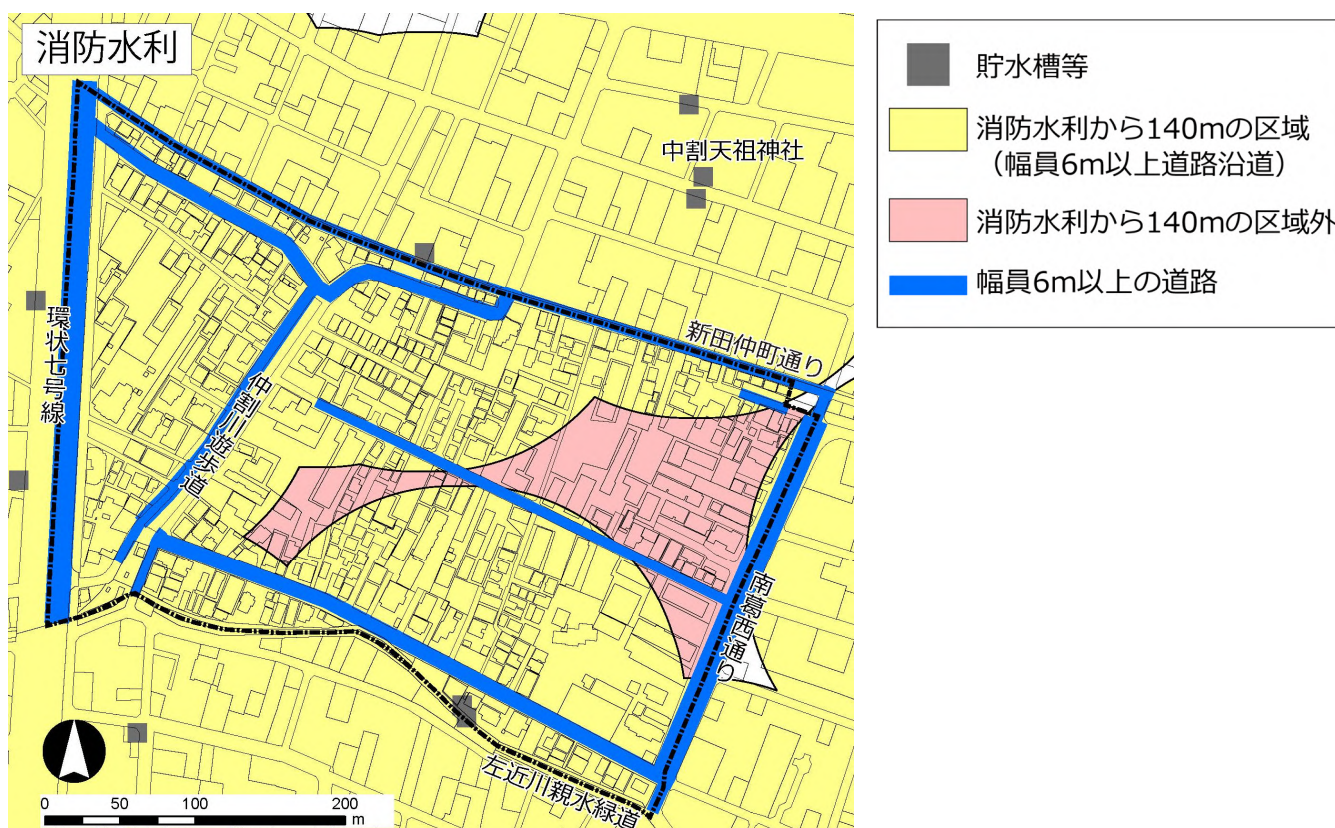 消防水利
中割天祖神社
新田仲町通り
環状七号線
仲割川遊歩道
南葛西通り
左近川親水緑道
0 50 100 200
m
貯水槽等
消防水利から140mの区域
（幅員6m以上道路沿道）
消防水利から140mの区域外
幅員6m以上の道路